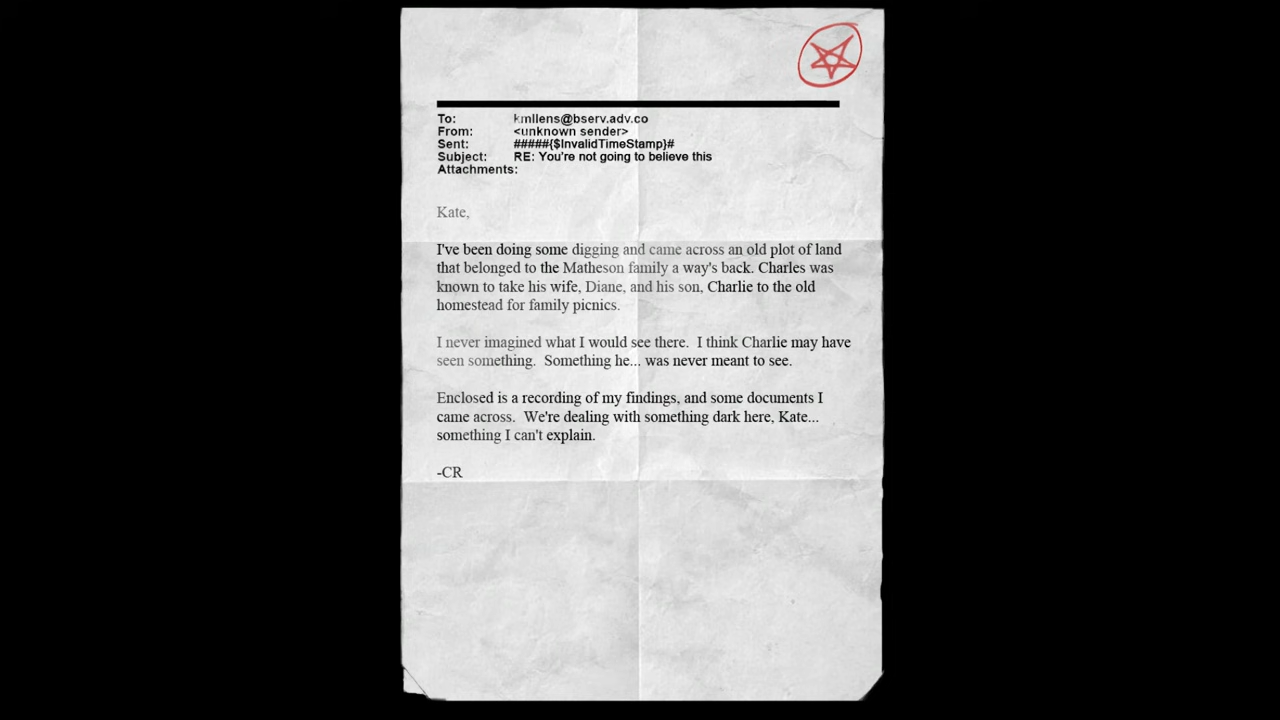 To: kmllens@bserv.adv.co
From: <unknown sender>
Sent: #####{$InvalidTimeStamp}#
Subject: RE: You're not going to believe this
Attachments:
Kate,
I've been doing some digging and came across an old plot of land
that belonged to the Matheson family a way's back. Charles was
known to take his wife, Diane, and his son, Charlie to the old
homestead for family picnics.
I never imagined what I would see there.  I think Charlie may have
seen something.  Something he... was never meant to see.
Enclosed is a recording of my findings, and some documents I
came across.  We're dealing with something dark here, Kate...
something I can't explain.
-CR